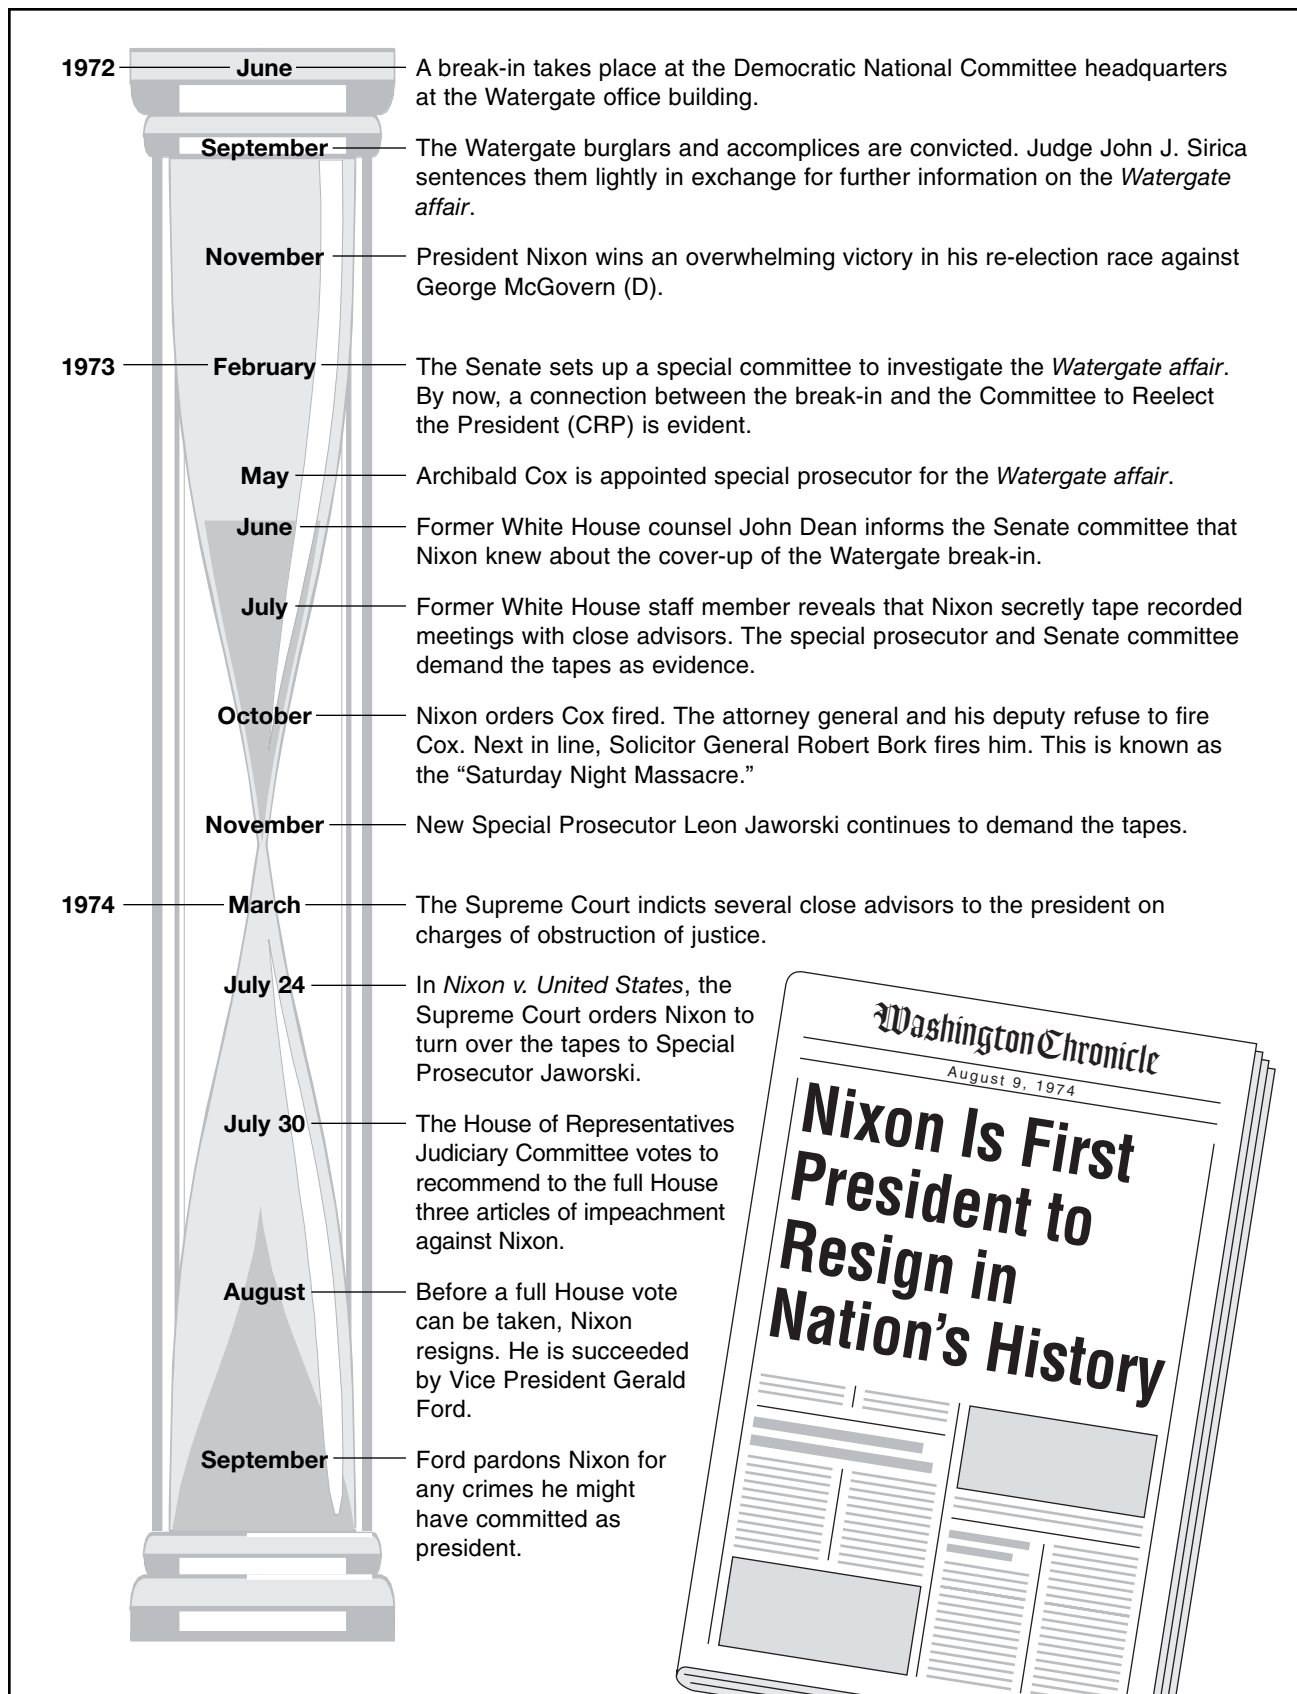 1972 June A break-in takes place at the Democratic National Committee headquarters
at the Watergate office building.
September The Watergate burglars and accomplices are convicted. Judge John J. Sirica
sentences them lightly in exchange for further information on the Watergate
affair.
November President Nixon wins an overwhelming victory in his re-election race against
George McGovern (D).
1973 February The Senate sets up a special committee to investigate the Watergate affair.
By now, a connection between the break-in and the Committee to Reelect
the President (CRP) is evident.
May Archibald Cox is appointed special prosecutor for the Watergate affair.
June Former White House counsel John Dean informs the Senate committee that
Nixon knew about the cover-up of the Watergate break-in.
July Former White House staff member reveals that Nixon secretly tape recorded
meetings with close advisors. The special prosecutor and Senate committee
demand the tapes as evidence.
October Nixon orders Cox fired. The attorney general and his deputy refuse to fire
Cox. Next in line, Solicitor General Robert Bork fires him. This is known as
the “Saturday Night Massacre.”
November New Special Prosecutor Leon Jaworski continues to demand the tapes.
1974 March The Supreme Court indicts several close advisors to the president on
charges of obstruction of justice.
July 24 In Nixon v. United States, the
Supreme Court orders Nixon to
turn over the tapes to Special
Prosecutor Jaworski.
July 30 The House of Representatives
Judiciary Committee votes to
recommend to the full House
three articles of impeachment
against Nixon.
August Before a full House vote
can be taken, Nixon
resigns. He is succeeded
by Vice President Gerald
Ford.
September Ford pardons Nixon for
any crimes he might
have committed as
president.
Washington Chronicle
August 9, 1974
Nixon Is First
President to
Resign in
Nation’s History